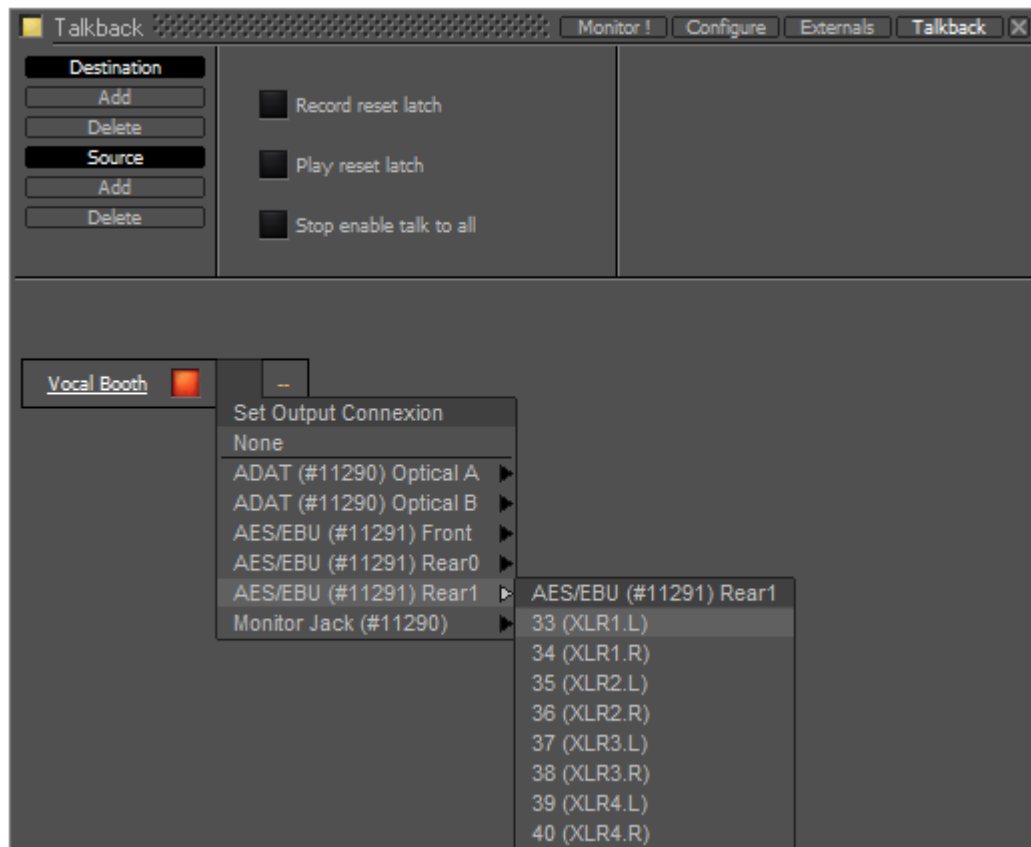 Talkback Monitor ! Configure Externals Talkback X
Destination
Add
Delete
Source
Add
Delete
Record reset latch
Play reset latch
Stop enable talk to all
Vocal Booth --
Set Output Connexion
None
ADAT (#11290) Optical A
ADAT (#11290) Optical B
AES/EBU (#11291) Front
AES/EBU (#11291) Rear0
AES/EBU (#11291) Rear1
Monitor Jack (#11290)
AES/EBU (#11291) Rear1
33 (XLR1.L)
34 (XLR1.R)
35 (XLR2.L)
36 (XLR2.R)
37 (XLR3.L)
38 (XLR3.R)
39 (XLR4.L)
40 (XLR4.R)